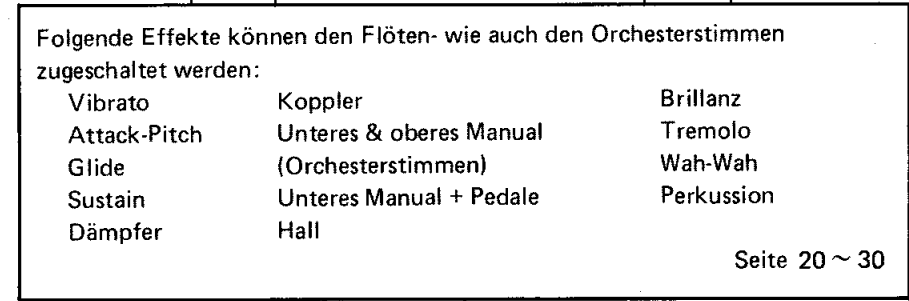 Folgende Effekte können den Flöten- wie auch den Orchesterstimmen
zugeschaltet werden:
Vibrato Koppler Brillanz
Attack-Pitch Unteres & oberes Manual Tremolo
Glide (Orchesterstimmen) Wah-Wah
Sustain Unteres Manual + Pedale Perkussion
Dämpfer Hall
Seite 20 ~ 30